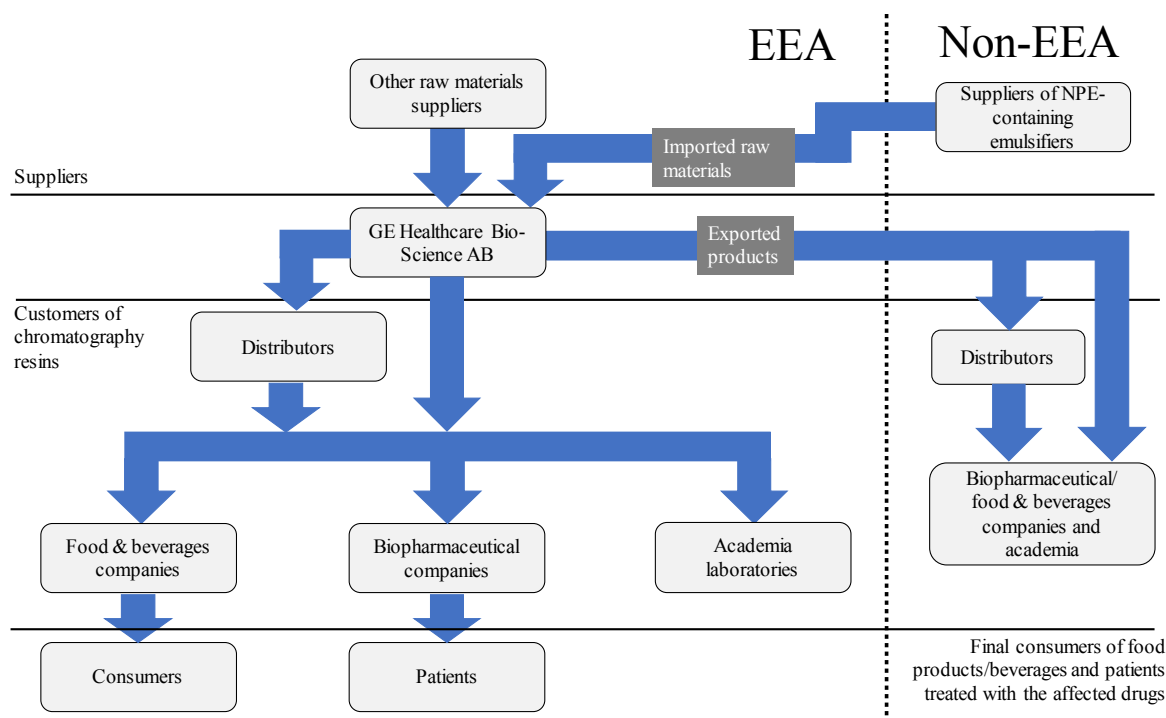 EEA
Non-EEA
Other raw materials
suppliers
Suppliers of NPE-
containing
emulsifiers
Imported raw
materials
Suppliers
GE Healthcare Bio-
Science AB
Exported
products
Customers of
chromatography
resins
Distributors
Distributors
Biopharmaceutical/
food & beverages
companies and
academia
Food & beverages
companies
Biopharmaceutical
companies
Academia
laboratories
Consumers
Patients
Final consumers of food
products/beverages and patients
treated with the affected drugs